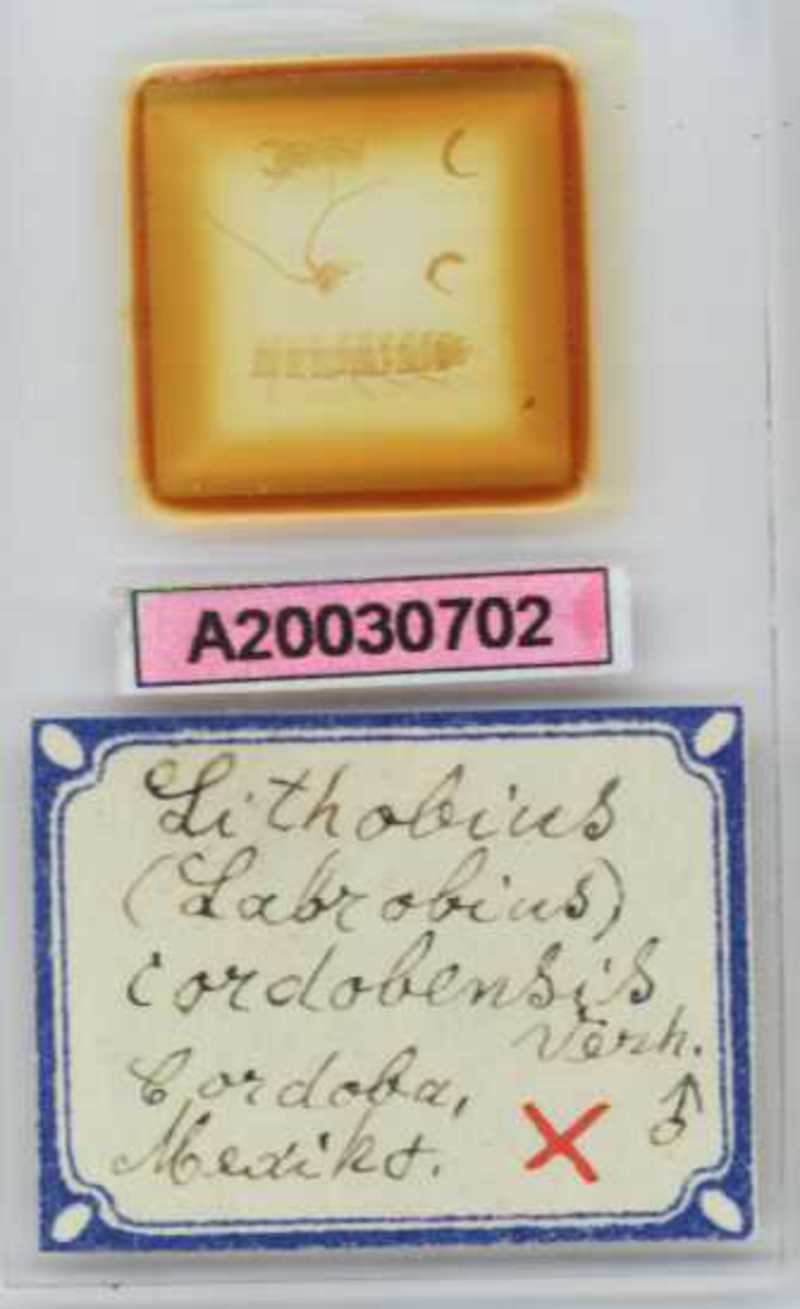 A20030702
Lithobius
(Labrobius)
cordobensis
Verh.
Cordoba, ♂
Mexiko.
X